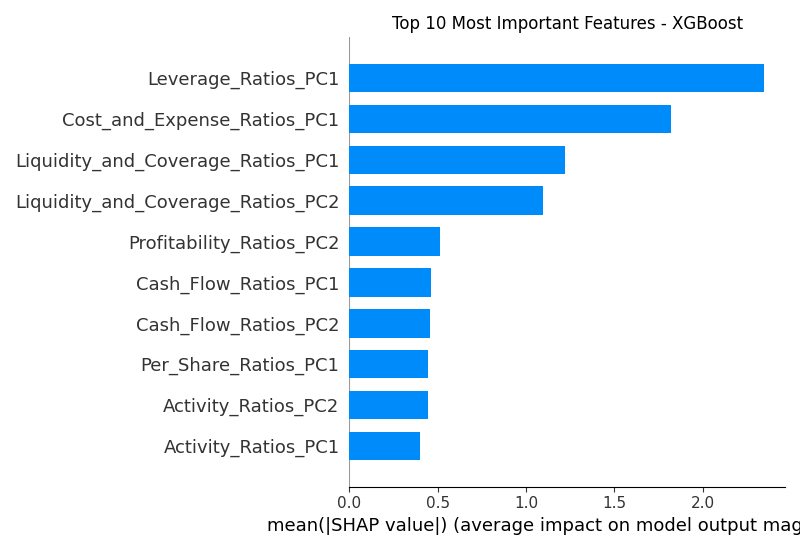 Top 10 Most Important Features - XGBoost
Leverage_Ratios_PC1
Cost_and_Expense_Ratios_PC1
Liquidity_and_Coverage_Ratios_PC1
Liquidity_and_Coverage_Ratios_PC2
Profitability_Ratios_PC2
Cash_Flow_Ratios_PC1
Cash_Flow_Ratios_PC2
Per_Share_Ratios_PC1
Activity_Ratios_PC2
Activity_Ratios_PC1
0.0 0.5 1.0 1.5 2.0
mean(|SHAP value|) (average impact on model output mag